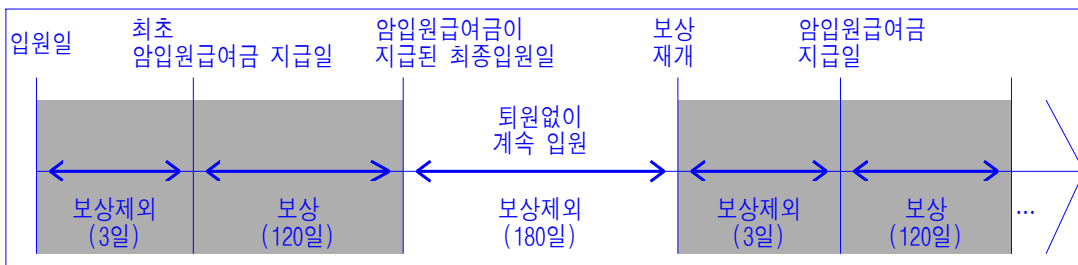 입원일
최초
암입원급여금 지급일
암입원급여금이
지급된 최종입원일
보상
재개
암입원급여금
지급일
퇴원없이
계속 입원
보상제외
(3일)
보상
(120일)
보상제외
(180일)
보상제외
(3일)
보상
(120일)
...